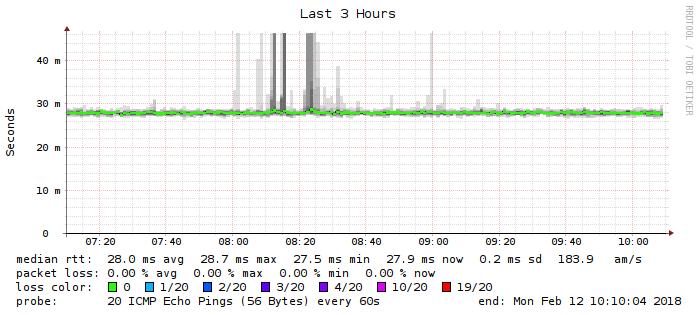 Last 3 Hours
RRDTOOL / TOBI OETIKER
Seconds
40 m
30 m
20 m
10 m
0
07:20 07:40 08:00 08:20 08:40 09:00 09:20 09:40 10:00
median rtt: 28.0 ms avg 28.7 ms max 27.5 ms min 27.9 ms now 0.2 ms sd 183.9 am/s
packet loss: 0.00 % avg 0.00 % max 0.00 % min 0.00 % now
loss color: 0 1/20 2/20 3/20 4/20 10/20 19/20
probe: 20 ICMP Echo Pings (56 Bytes) every 60s end: Mon Feb 12 10:10:04 2018